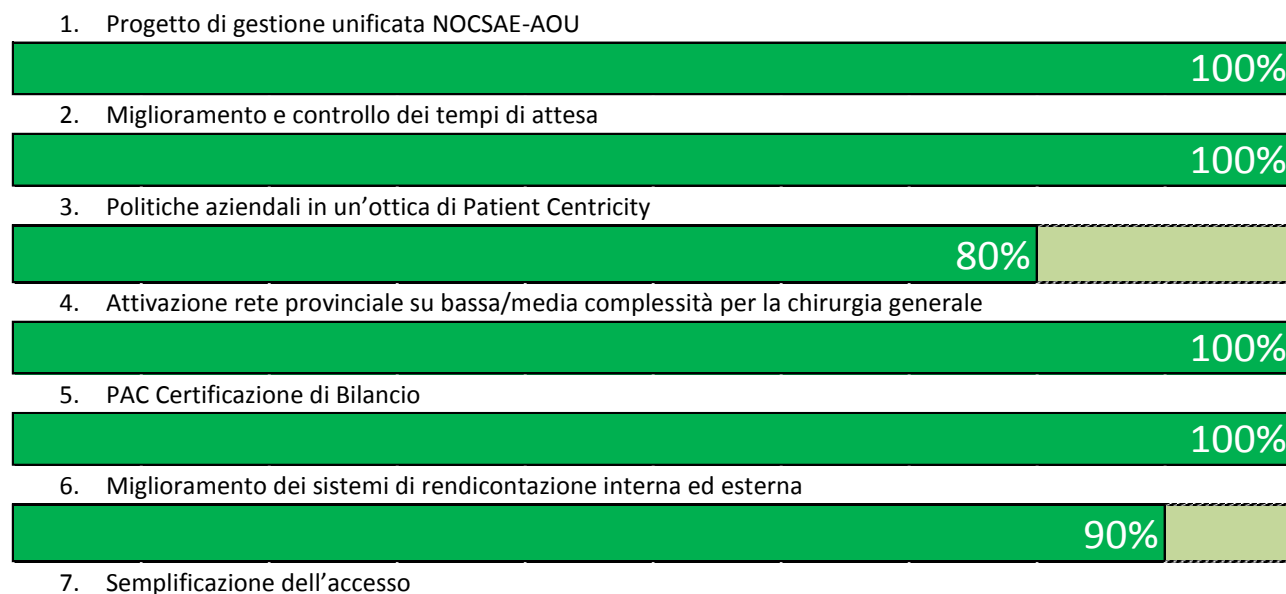 1. Progetto di gestione unificata NOCSAE-AOU
100%
2. Miglioramento e controllo dei tempi di attesa
100%
3. Politiche aziendali in un’ottica di Patient Centricity
80%
4. Attivazione rete provinciale su bassa/media complessità per la chirurgia generale
100%
5. PAC Certificazione di Bilancio
100%
6. Miglioramento dei sistemi di rendicontazione interna ed esterna
90%
7. Semplificazione dell’accesso